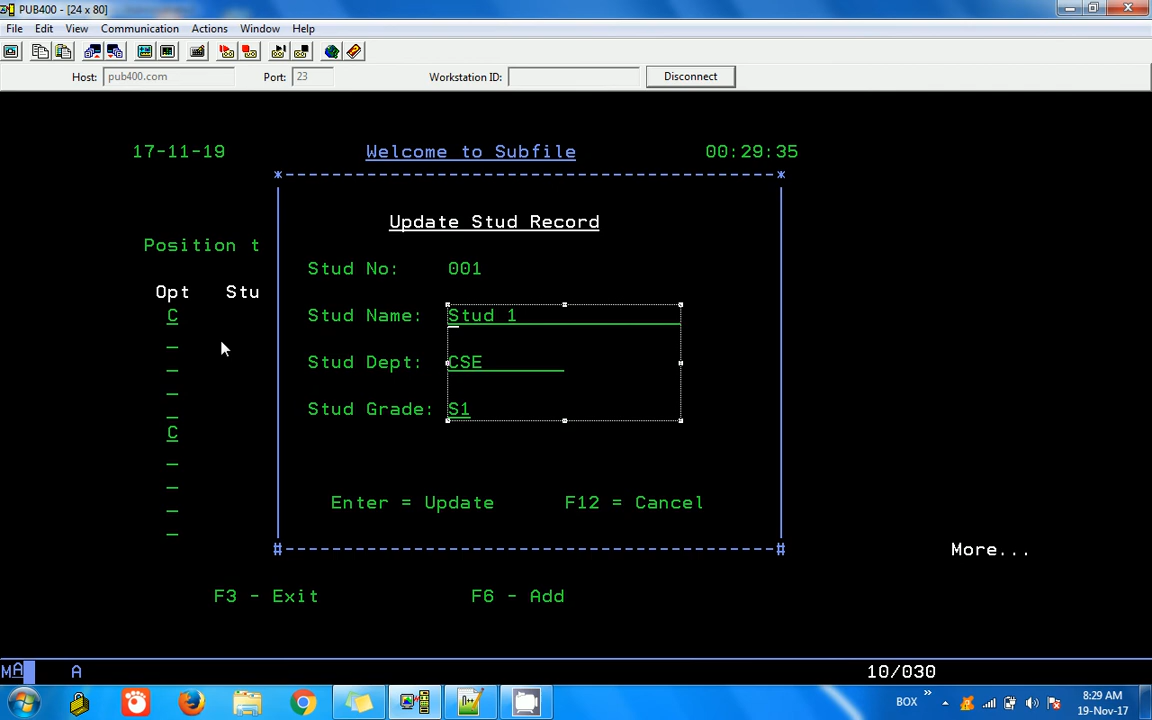 PUB400 - [24 x 80]
File Edit View Communication Actions Window Help
Host: pub400.com Port: 23 Workstation ID: Disconnect
17-11-19 Welcome to Subfile 00:29:35
*------------------------------------------*
Update Stud Record
Position t
Stud No: 001
Opt Stu
C Stud Name: Stud 1
Stud Dept: CSE
Stud Grade: S1
C
Enter = Update F12 = Cancel
#------------------------------------------# More...
F3 - Exit F6 - Add
MA A 10/030
BOX » 8:29 AM
19-Nov-17